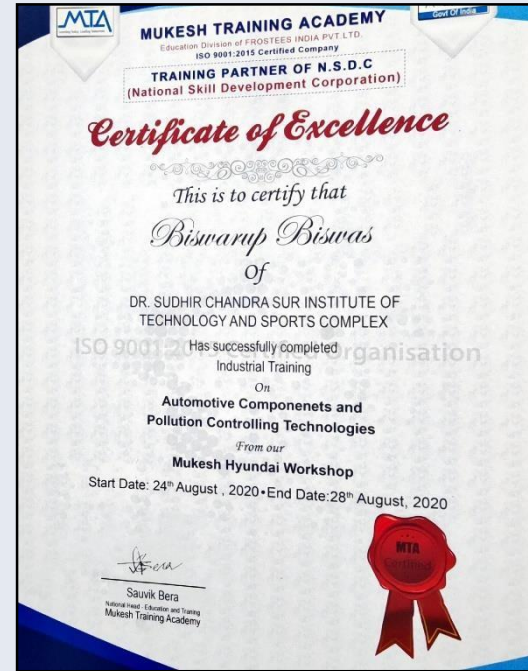 MTA
Govt Of India
MUKESH TRAINING ACADEMY
Education Division of FROSTEES INDIA PVT.LTD.
ISO 9001:2015 Certified Company
TRAINING PARTNER OF N.S.D.C
(National Skill Development Corporation)
Certificate of Excellence
This is to certify that
Biswarup Biswas
Of
DR. SUDHIR CHANDRA SUR INSTITUTE OF
TECHNOLOGY AND SPORTS COMPLEX
ISO 9001:2015 Certified Organisation
Has successfully completed
Industrial Training
On
Automotive Componenets and
Pollution Controlling Technologies
From our
Mukesh Hyundai Workshop
Start Date: 24th August , 2020•End Date:28th August, 2020
MTA
Certified
Bera
Sauvik Bera
National Head - Education and Traning
Mukesh Training Academy